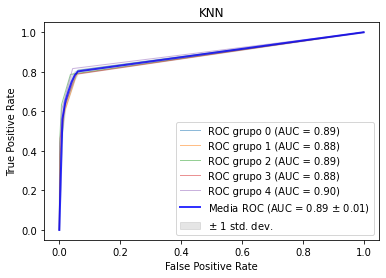 KNN
True Positive Rate
1.0
0.8
0.6
0.4
0.2
0.0
ROC grupo 0 (AUC = 0.89)
ROC grupo 1 (AUC = 0.88)
ROC grupo 2 (AUC = 0.89)
ROC grupo 3 (AUC = 0.88)
ROC grupo 4 (AUC = 0.90)
Media ROC (AUC = 0.89 ± 0.01)
± 1 std. dev.
0.0 0.2 0.4 0.6 0.8 1.0
False Positive Rate